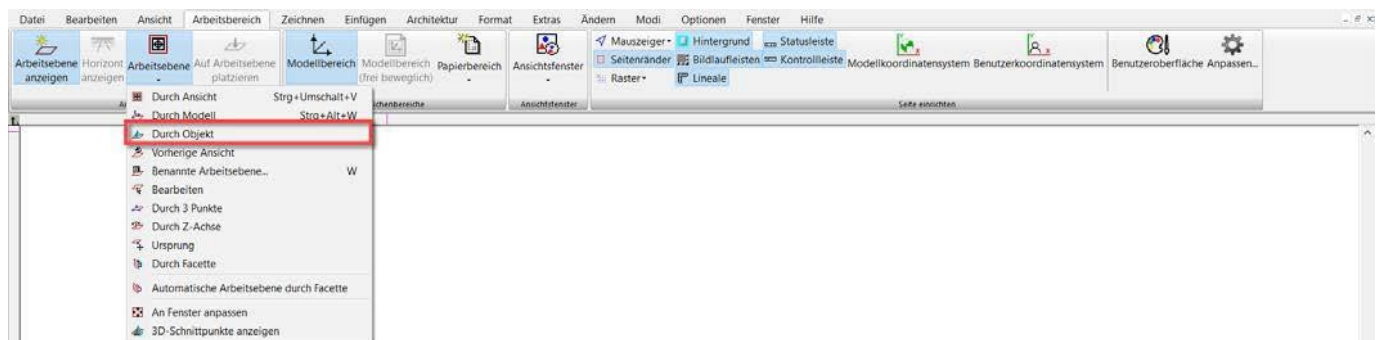 Datei Bearbeiten Ansicht Arbeitsbereich Zeichnen Einfügen Architektur Format Extras Ändern Modi Optionen Fenster Hilfe
Arbeitsebene anzeigen
Horizont anzeigen
Arbeitsebene
Auf Arbeitsebene platzieren
Modellbereich
Modellbereich (frei beweglich)
Papierbereich
Ansichtsfenster
Mauszeiger
Hintergrund
Statusleiste
Seitenränder
Bildlaufleisten
Kontrollleiste
Raster
Lineale
Modellkoordinatensystem
Benutzerkoordinatensystem
Benutzeroberfläche
Anpassen...
Ansichtsfenster
Seite einrichten
Durch Ansicht Strg+Umschalt+V
Durch Modell Strg+Alt+W
Durch Objekt
Vorherige Ansicht
Benannte Arbeitsebene... W
Bearbeiten
Durch 3 Punkte
Durch Z-Achse
Ursprung
Durch Facette
Automatische Arbeitsebene durch Facette
An Fenster anpassen
3D-Schnittpunkte anzeigen